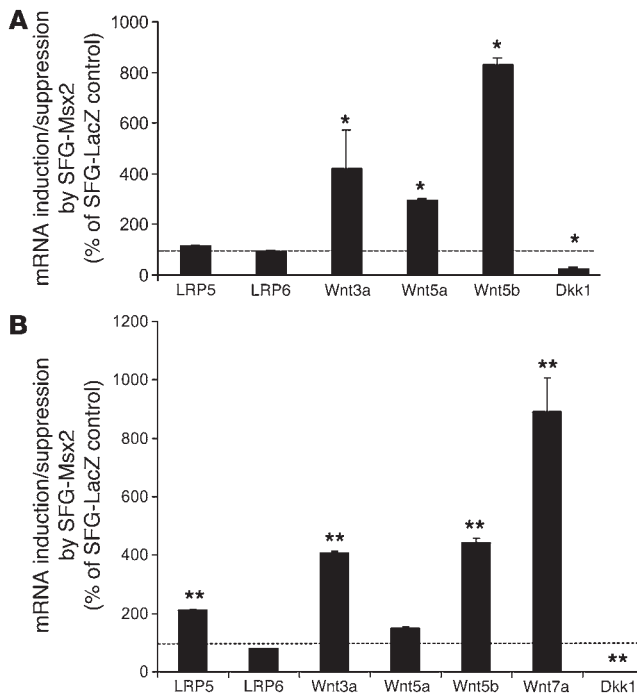 A
mRNA induction/suppression
by SFG-Msx2
(% of SFG-LacZ control)
1000
800
600
400
200
0
*
*
*
*
LRP5 LRP6 Wnt3a Wnt5a Wnt5b Dkk1
B
mRNA induction/suppression
by SFG-Msx2
(% of SFG-LacZ control)
1200
1000
800
600
400
200
0
**
**
**
**
**
LRP5 LRP6 Wnt3a Wnt5a Wnt5b Wnt7a Dkk1